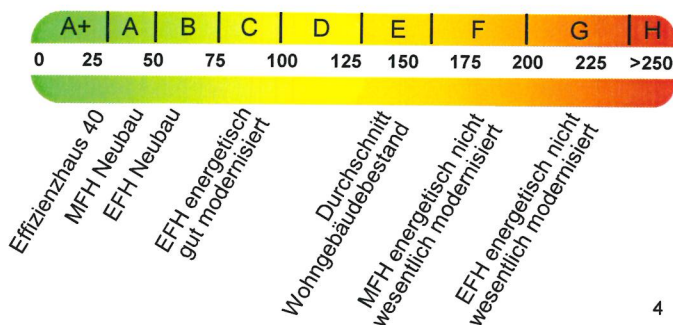 A+ A B C D E F G H
0 25 50 75 100 125 150 175 200 225 >250
Effizienzhaus 40
MFH Neubau
EFH Neubau
EFH energetisch
gut modernisiert
Durchschnitt
Wohngebäudebestand
MFH energetisch nicht
wesentlich modernisiert
EFH energetisch nicht
wesentlich modernisiert
4